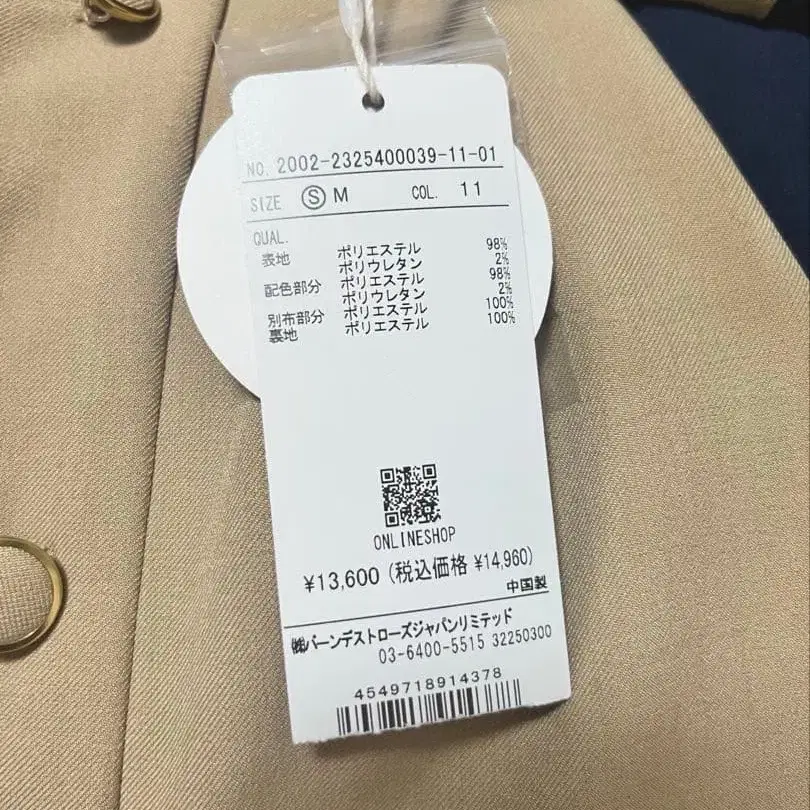 NO. 2002-2325400039-11-01
SIZE Ⓢ M COL. 11
QUAL.
表地 ポリエステル 98%
ポリウレタン 2%
配色部分 ポリエステル 98%
ポリウレタン 2%
別布部分 ポリエステル 100%
裏地 ポリエステル 100%
ONLINESHOP
¥13,600 (税込価格 ¥14,960)
中国製
㈱バーンデストローズジャパンリミテッド
03-6400-5515 32250300
4549718914378